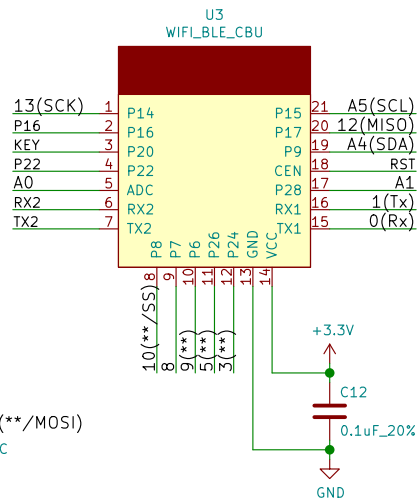 U3
WIFI_BLE_CBU
13(SCK) 1 P14 P15 21 A5(SCL)
P16 2 P16 P17 20 12(MISO)
KEY 3 P20 P9 19 A4(SDA)
P22 4 P22 CEN 18 RST
A0 5 ADC P28 17 A1
RX2 6 RX2 RX1 16 1(Tx)
TX2 7 TX2 TX1 15 0(Rx)
P8 P7 P6 P26 P24 GND VCC
8 9 10 11 12 13 14
10(**/SS) 8 9(**) 5(**) 3(**)
+3.3V
C12
0.1uF_20%
GND
(**/MOSI)
C